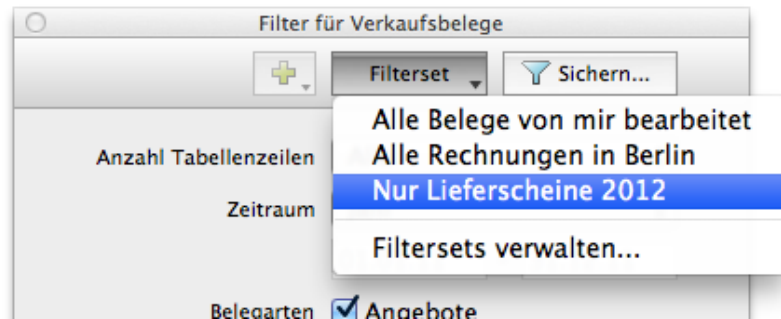 Filter für Verkaufsbelege
Filterset Sichern...
Alle Belege von mir bearbeitet
Anzahl Tabellenzeilen Alle Rechnungen in Berlin
Zeitraum Nur Lieferscheine 2012
Filtersets verwalten...
Belegarten Angebote